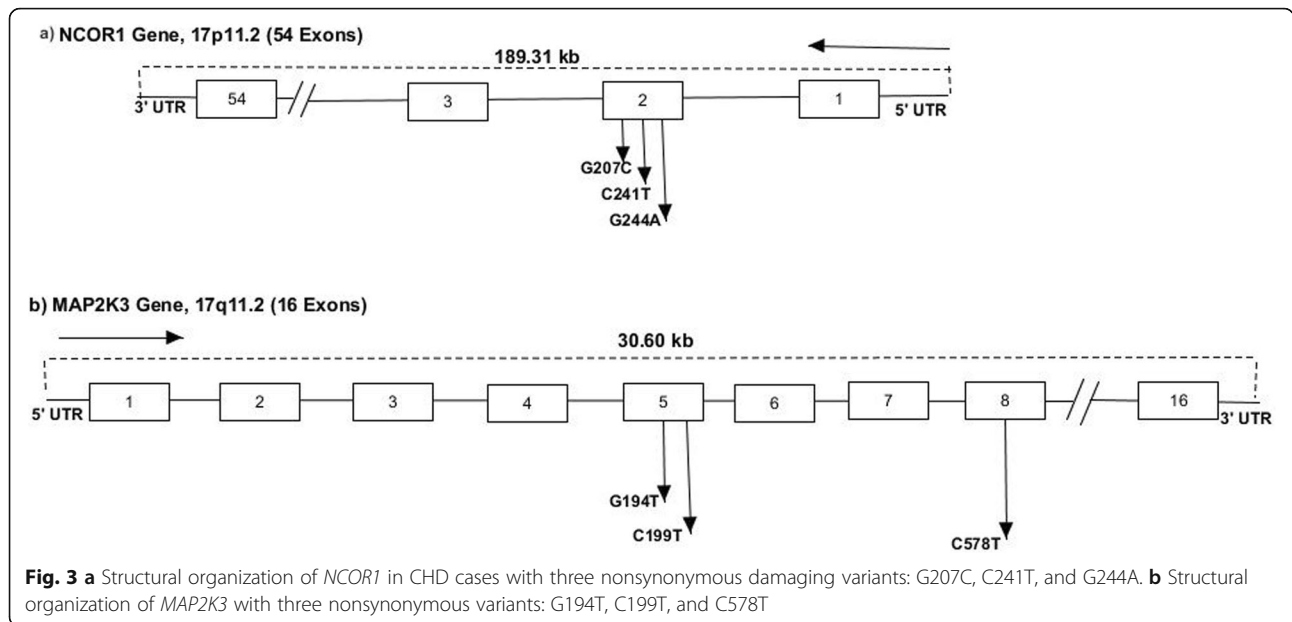 a) NCOR1 Gene, 17p11.2 (54 Exons)
189.31 kb
3' UTR 54 3 2 1 5' UTR
G207C
C241T
G244A
b) MAP2K3 Gene, 17q11.2 (16 Exons)
30.60 kb
5' UTR 1 2 3 4 5 6 7 8 16 3' UTR
G194T
C199T
C578T
Fig. 3 a Structural organization of NCOR1 in CHD cases with three nonsynonymous damaging variants: G207C, C241T, and G244A. b Structural
organization of MAP2K3 with three nonsynonymous variants: G194T, C199T, and C578T